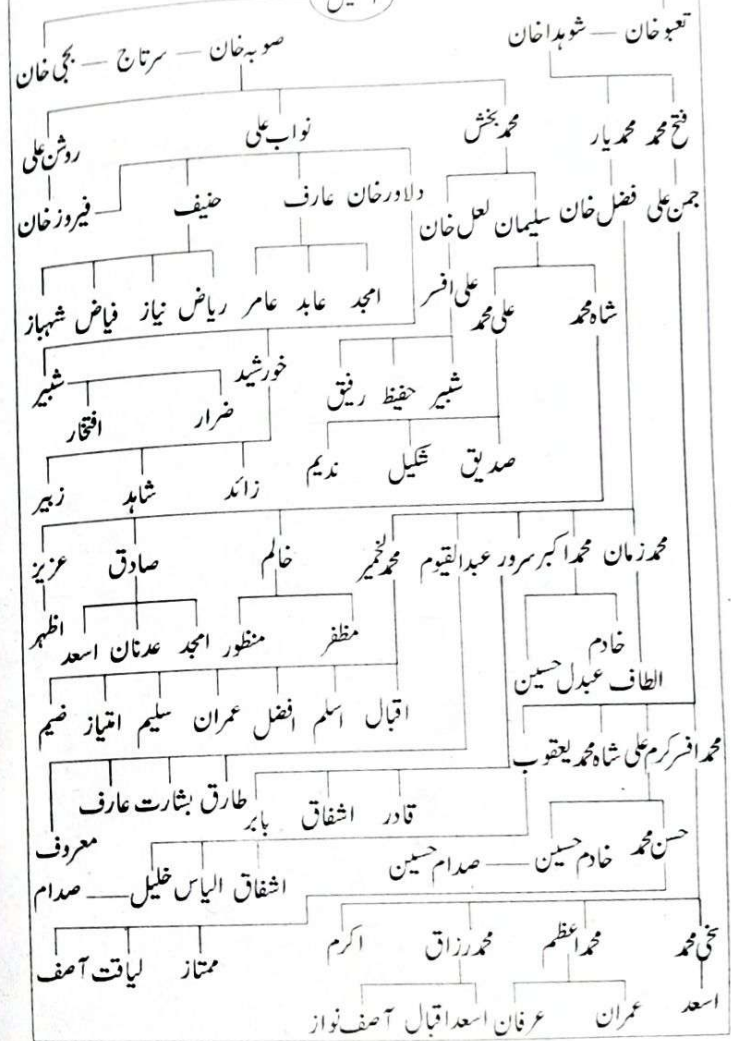 تعبو خان — شوہدا خان
صوبہ خان — سرتاج — بجی خان
فتح محمد محمد یار محمد بخش نواب علی روشن علی
جمن علی فضل خان سلیمان لعل خان دلاور خان عارف حنیف فیروز خان
شاہ محمد علی محمد علی افسر امجد عابد عامر ریاض نیاز فیاض شہباز
شبیر حفیظ رفیق خورشید شبیر
ضرار افتخار
صدیق شکیل ندیم زائد شاہد زبیر
محمد زمان محمد اکبر سرور عبدالقیوم محمد لخمیر خالم صادق عزیز
خادم مظفر منظور امجد عدنان اسعد اظہر
الطاف عبدل حسین
اقبال اسلم افضل عمران سلیم امتیاز ضیم
محمد افسر کرم علی شاہ محمد یعقوب
قادر اشفاق بابر طارق بشارت عارف معروف
حسن محمد خادم حسین — صدام حسین اشفاق الیاس خلیل — صدام
محمد اعظم محمد رزاق اکرم ممتاز لیاقت آصف
اسعد عمران عرفان اسعد اقبال آصف نواز